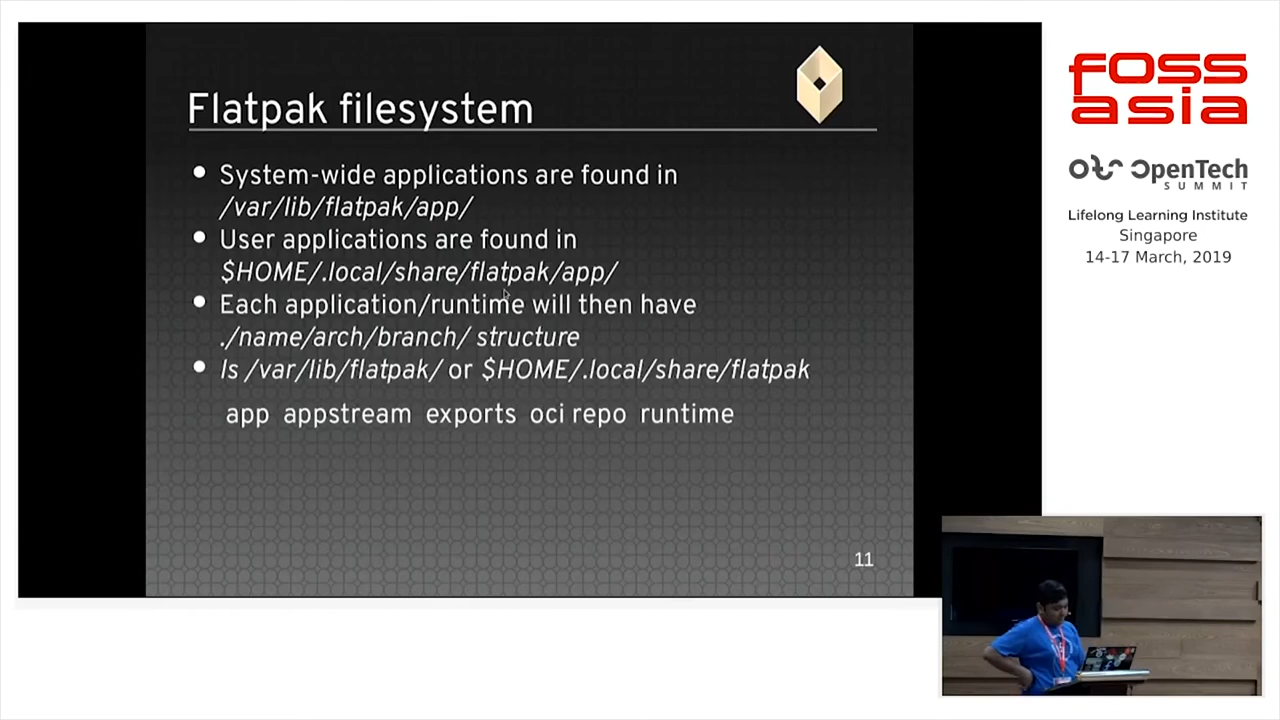 Flatpak filesystem
System-wide applications are found in
/var/lib/flatpak/app/
User applications are found in
$HOME/.local/share/flatpak/app/
Each application/runtime will then have
./name/arch/branch/ structure
ls /var/lib/flatpak/ or $HOME/.local/share/flatpak
app appstream exports oci repo runtime
11
fOSS
asia
OpenTech
SUMMIT
Lifelong Learning Institute
Singapore
14-17 March, 2019